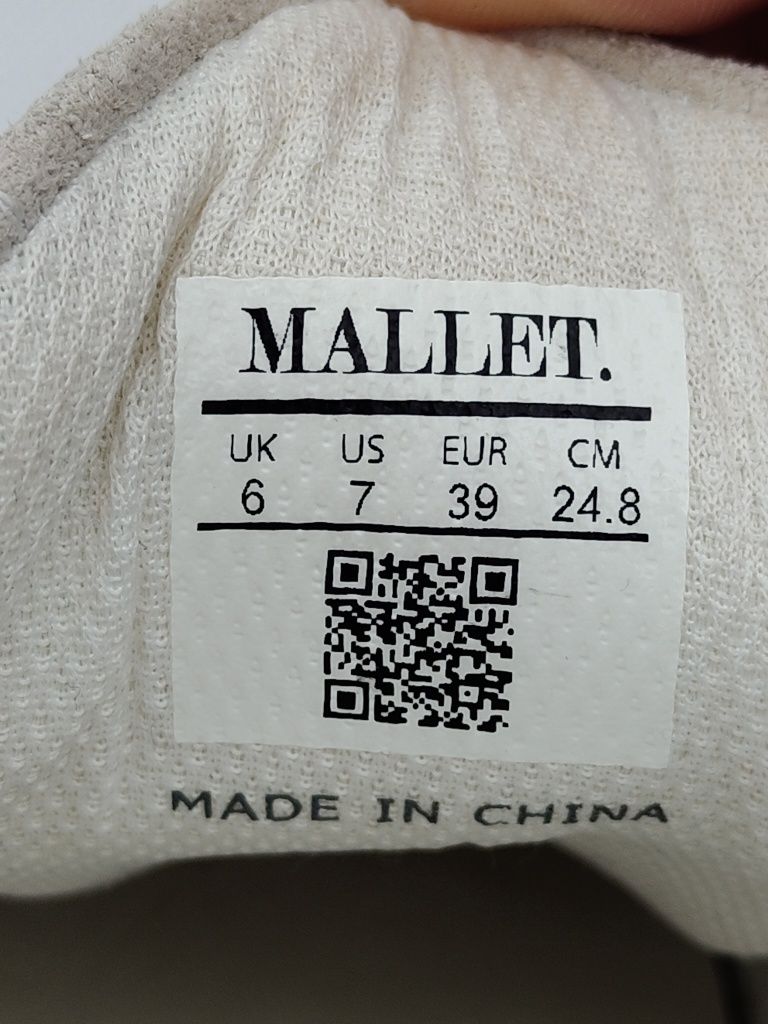 MALLET.
UK US EUR CM
6 7 39 24.8
MADE IN CHINA